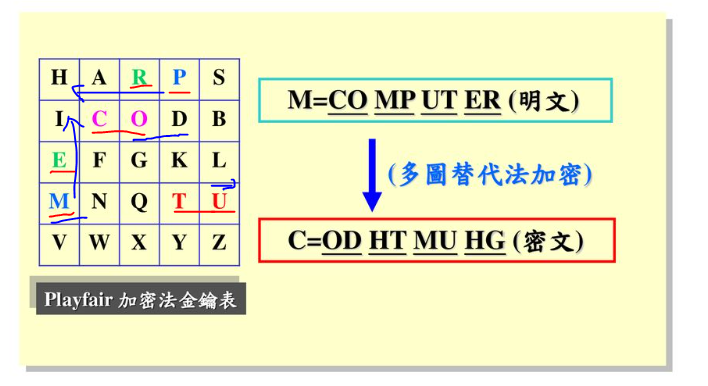 H A R P S
I C O D B
E F G K L
M N Q T U
V W X Y Z
Playfair 加密法金鑰表
M=CO MP UT ER (明文)
(多圖替代法加密)
C=OD HT MU HG (密文)